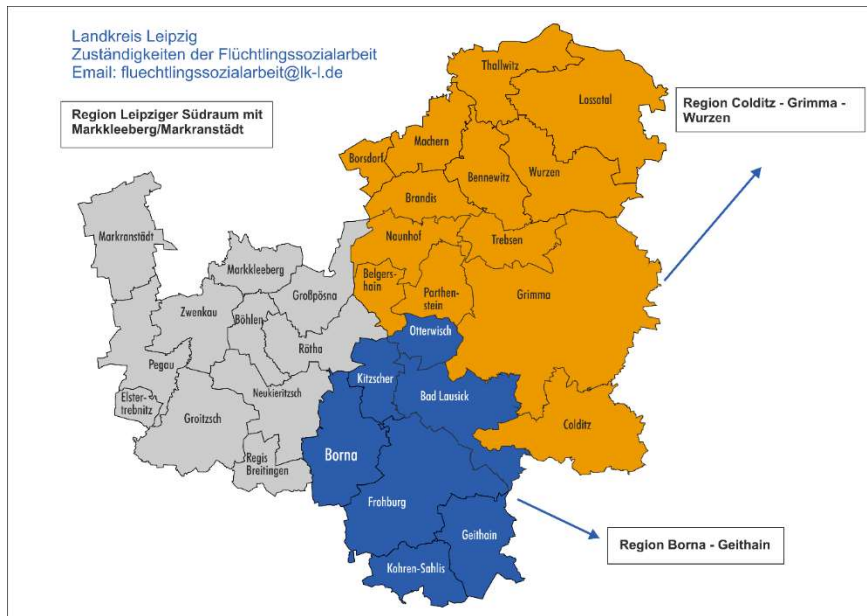 Landkreis Leipzig
Zuständigkeiten der Flüchtlingssozialarbeit
Email: fluechtlingssozialarbeit@lk-l.de
Region Leipziger Südraum mit
Markkleeberg/Markranstädt
Region Colditz - Grimma -
Wurzen
Thallwitz
Lossatal
Machern
Borsdorf
Bennewitz
Wurzen
Brandis
Naunhof
Trebsen
Belgers-
hain
Parthen-
stein
Grimma
Markranstädt
Markkleeberg
Großpösna
Zwenkau
Böhlen
Rötha
Pegau
Elster-
trebnitz
Groitzsch
Neukieritzsch
Regis
Breitingen
Otterwisch
Kitzscher
Bad Lausick
Colditz
Borna
Frohburg
Geithain
Kohren-Sahlis
Region Borna - Geithain